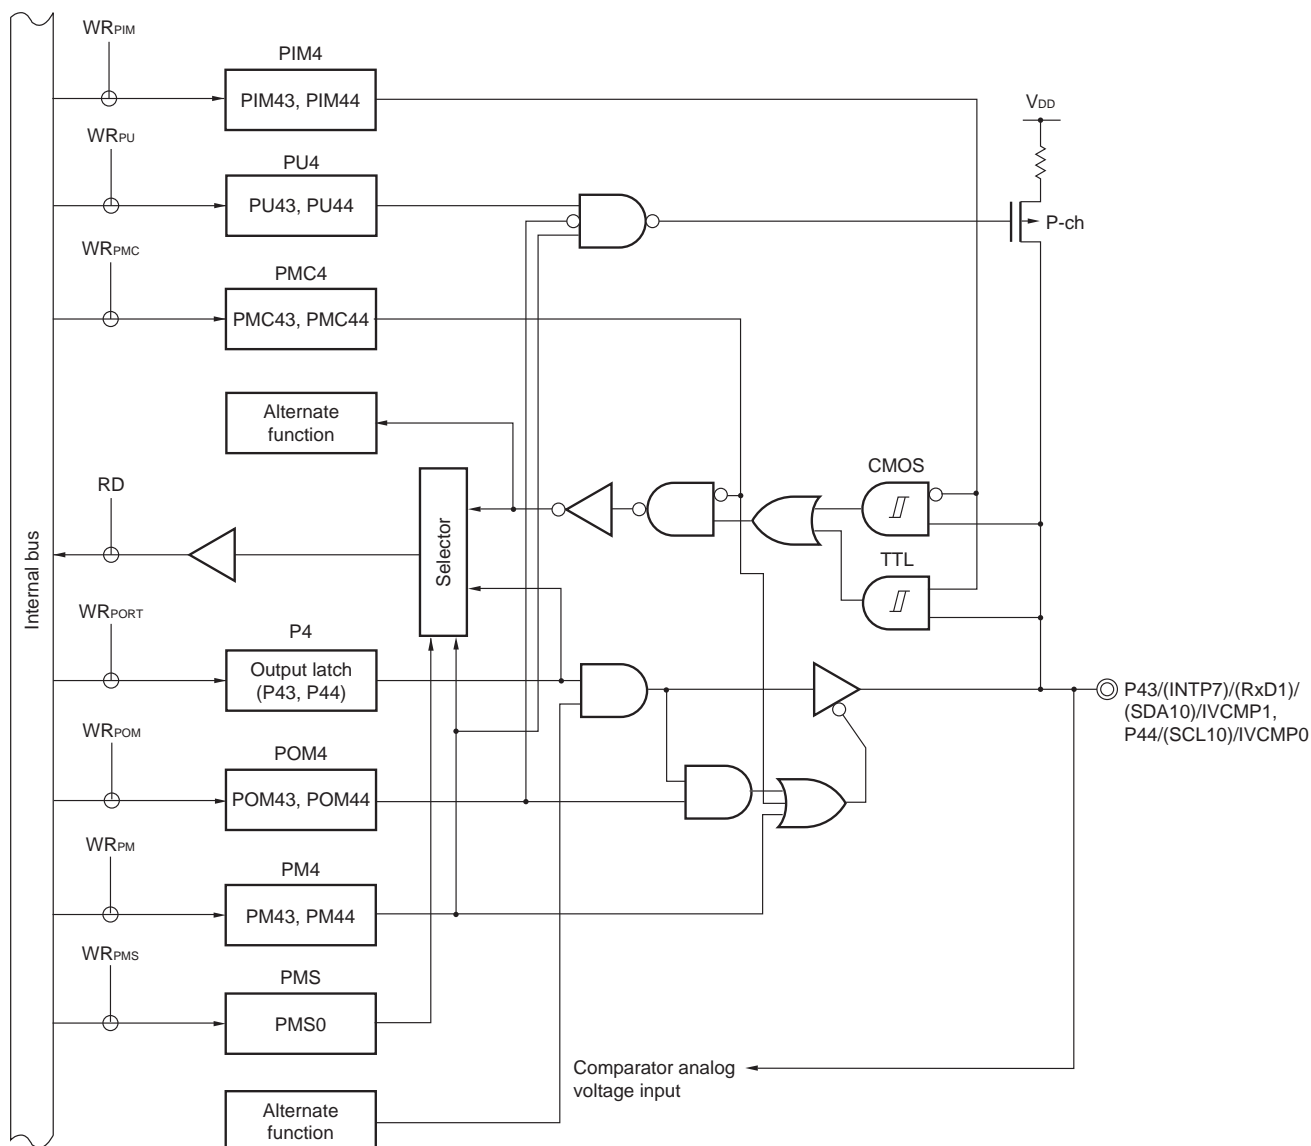 WRPIM
PIM4
PIM43, PIM44
VDD
WRPU
PU4
PU43, PU44
P-ch
WRPMC
PMC4
PMC43, PMC44
Alternate
function
CMOS
RD
Selector
TTL
Internal bus
WRPORT
P4
Output latch
(P43, P44)
P43/(INTP7)/(RxD1)/
(SDA10)/IVCMP1,
P44/(SCL10)/IVCMP0
WRPOM
POM4
POM43, POM44
WRPM
PM4
PM43, PM44
WRPMS
PMS
PMS0
Comparator analog
voltage input
Alternate
function